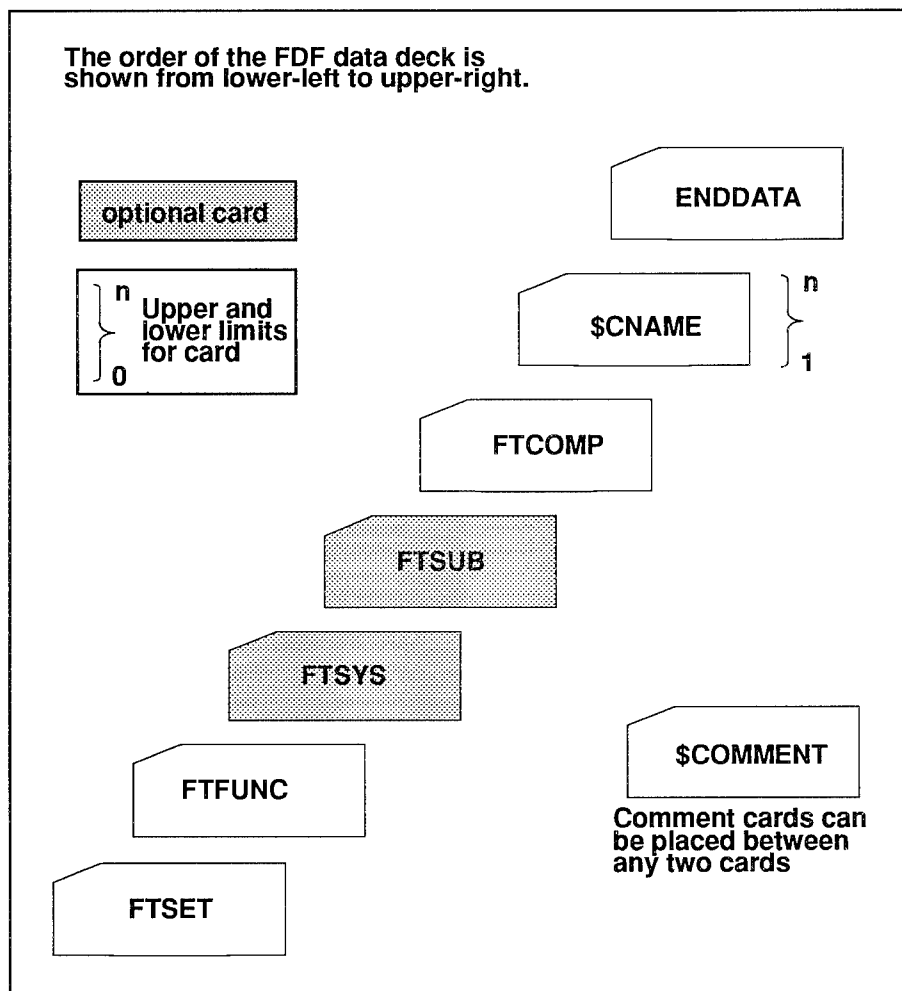 The order of the FDF data deck is
shown from lower-left to upper-right.
ENDDATA
optional card
n
Upper and
lower limits
for card
0
$CNAME
n
1
FTCOMP
FTSUB
FTSYS
$COMMENT
Comment cards can
be placed between
any two cards
FTFUNC
FTSET